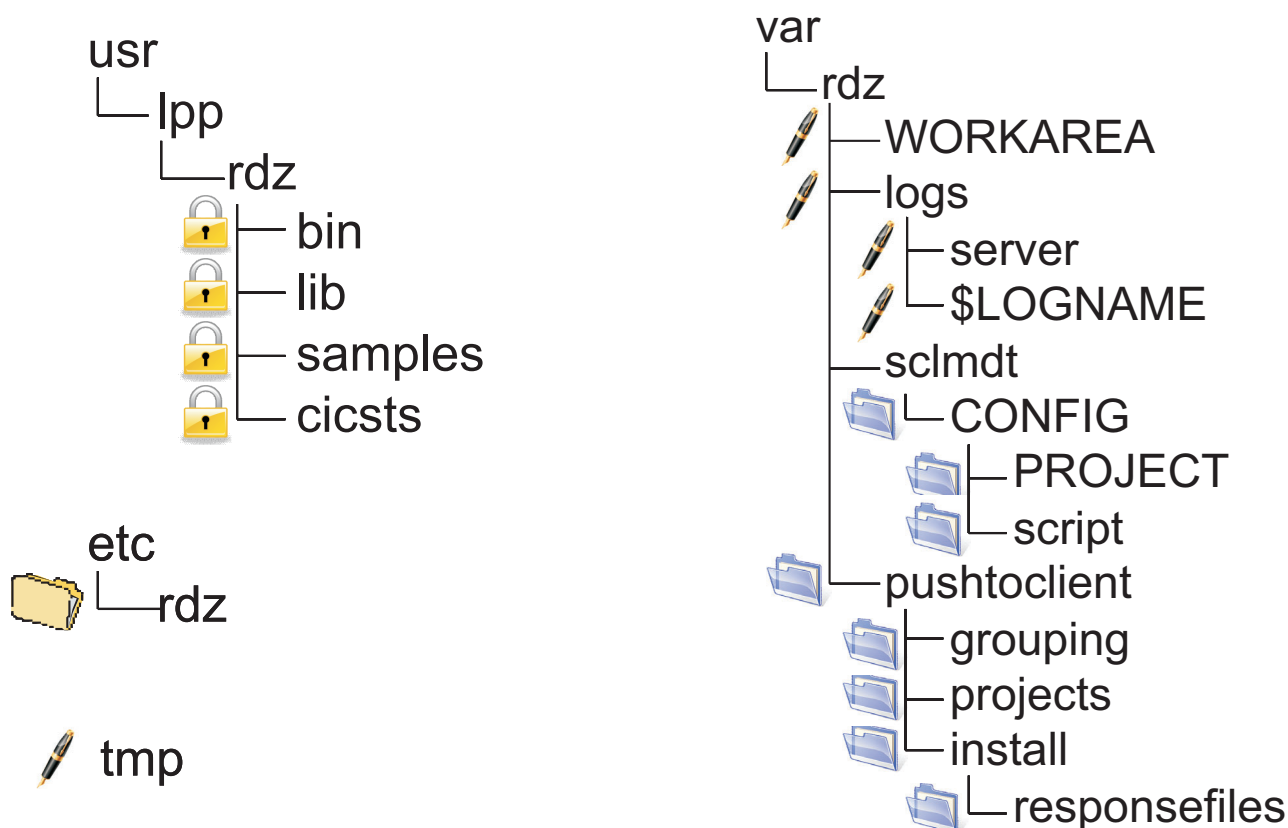 usr
lpp
rdz
bin
lib
samples
cicsts
etc
rdz
tmp
var
rdz
WORKAREA
logs
server
$LOGNAME
sclmdt
CONFIG
PROJECT
script
pushtoclient
grouping
projects
install
responsefiles